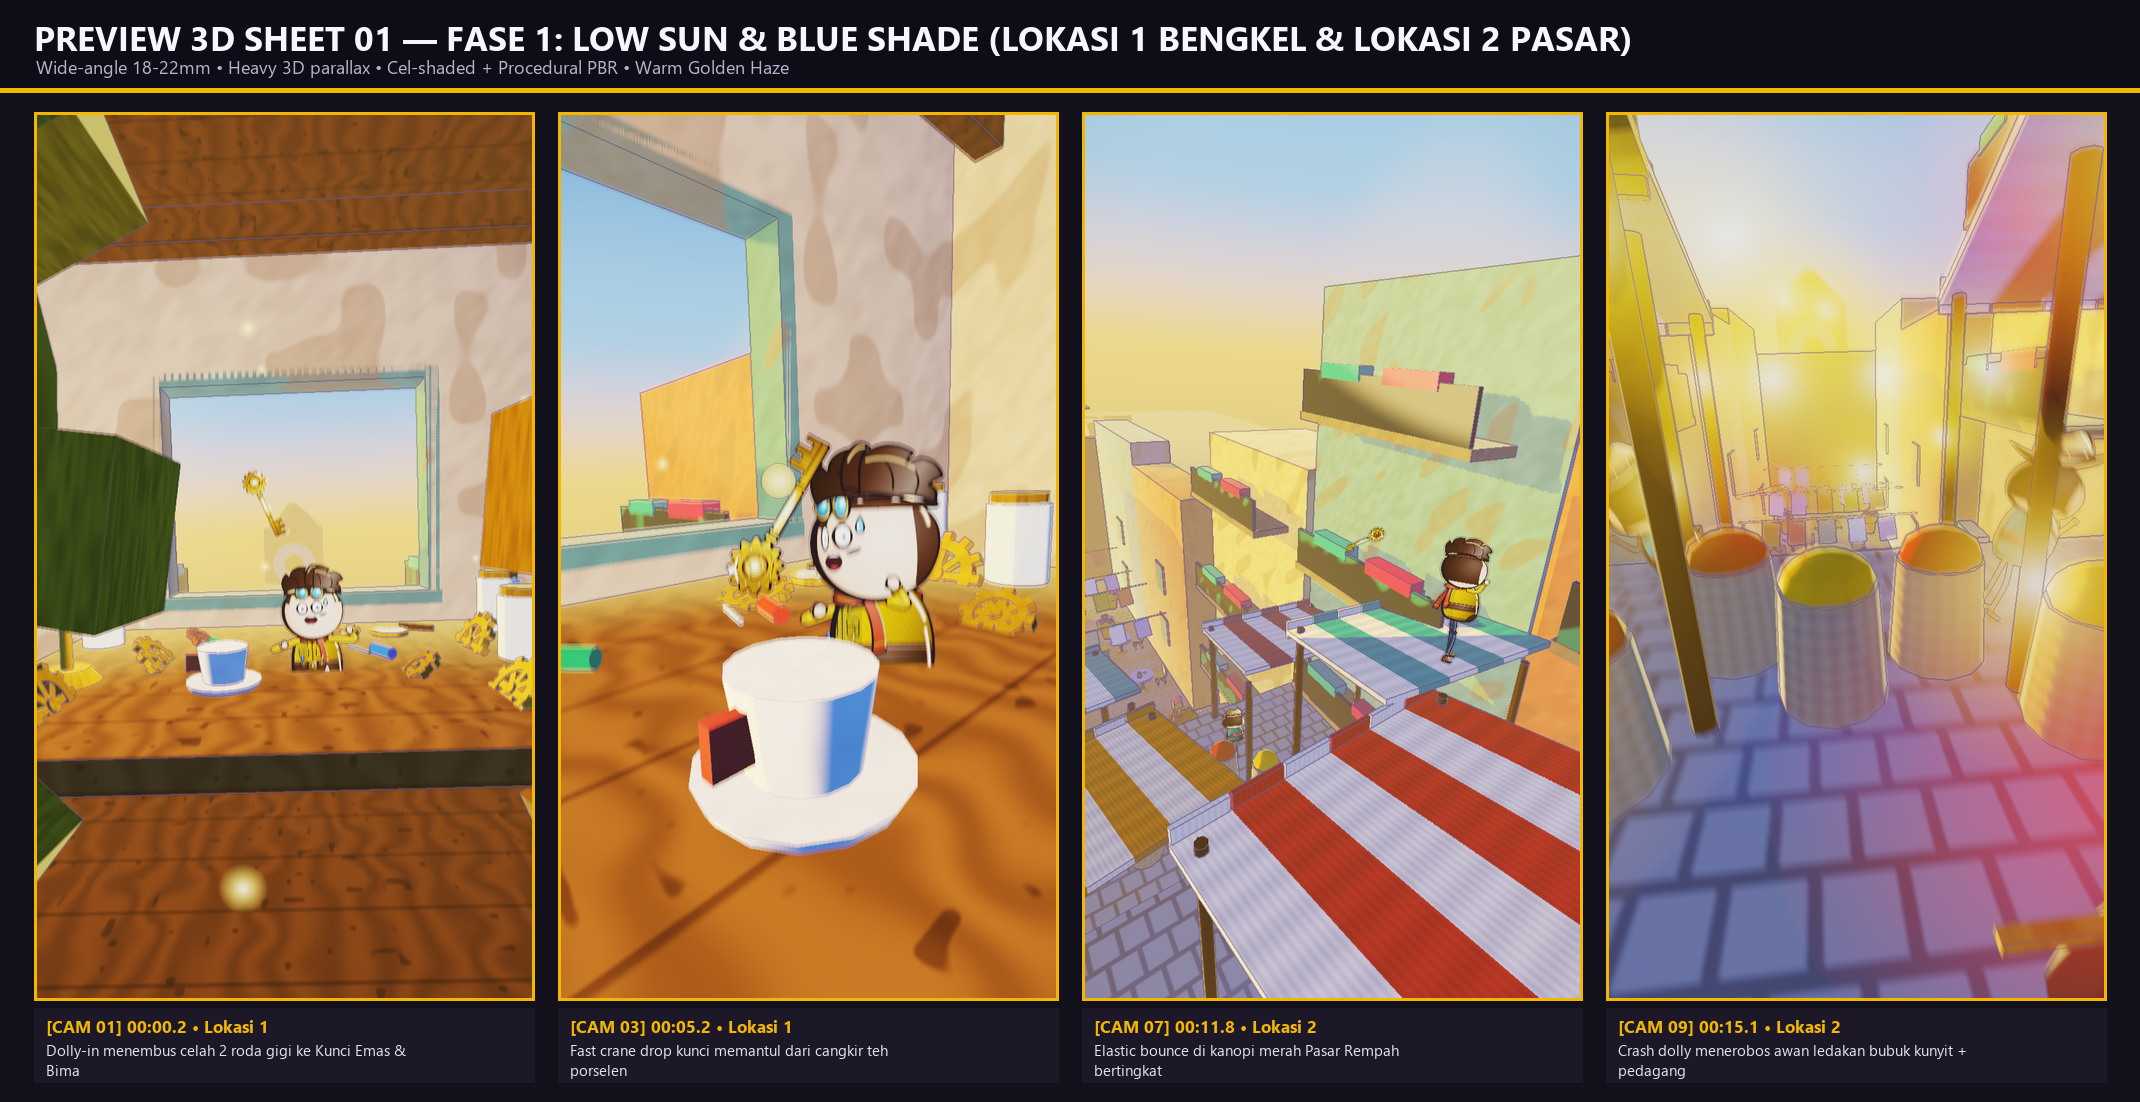 PREVIEW 3D SHEET 01 — FASE 1: LOW SUN & BLUE SHADE (LOKASI 1 BENGKEL & LOKASI 2 PASAR)
Wide-angle 18-22mm • Heavy 3D parallax • Cel-shaded + Procedural PBR • Warm Golden Haze
[CAM 01] 00:00.2 • Lokasi 1
Dolly-in menembus celah 2 roda gigi ke Kunci Emas &
Bima
[CAM 03] 00:05.2 • Lokasi 1
Fast crane drop kunci memantul dari cangkir teh
porselen
[CAM 07] 00:11.8 • Lokasi 2
Elastic bounce di kanopi merah Pasar Rempah
bertingkat
[CAM 09] 00:15.1 • Lokasi 2
Crash dolly menerobos awan ledakan bubuk kunyit +
pedagang